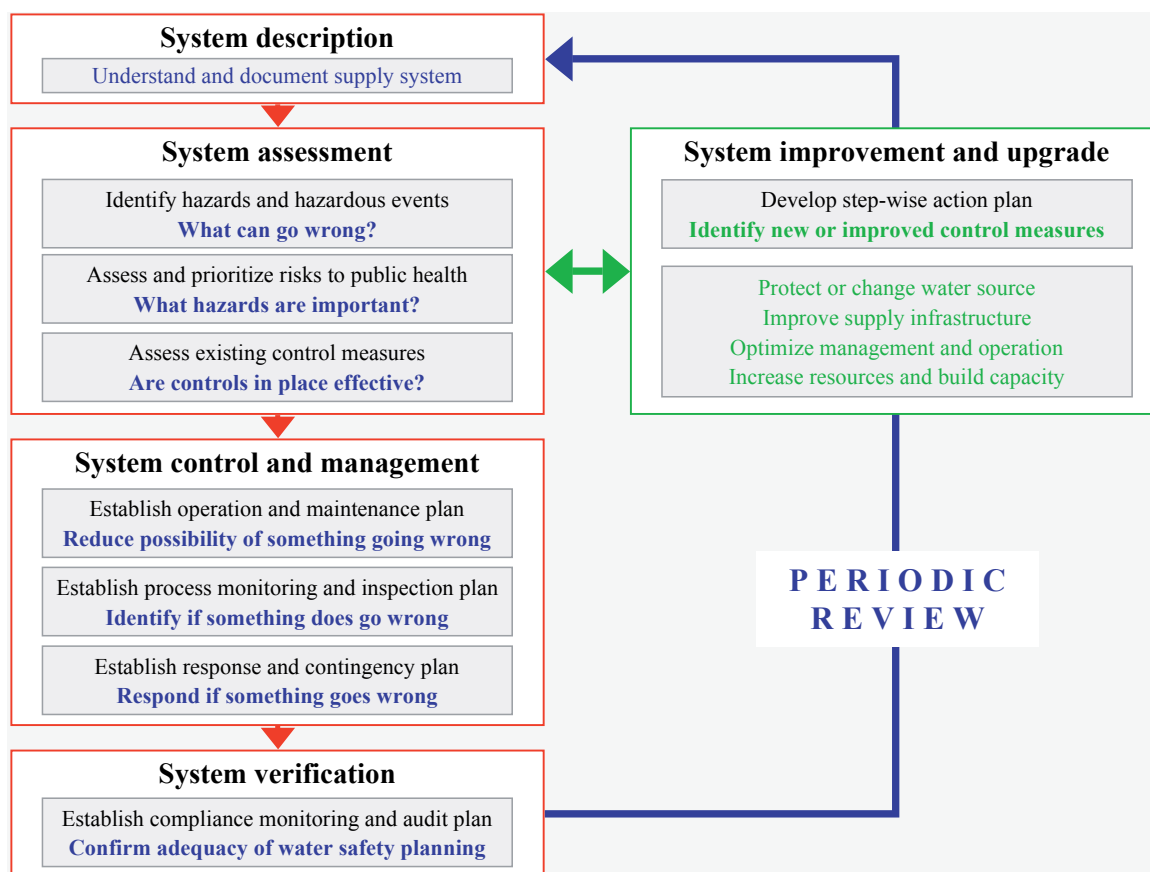 System description
Understand and document supply system
System assessment
Identify hazards and hazardous events
What can go wrong?
Assess and prioritize risks to public health
What hazards are important?
Assess existing control measures
Are controls in place effective?
System control and management
Establish operation and maintenance plan
Reduce possibility of something going wrong
Establish process monitoring and inspection plan
Identify if something does go wrong
Establish response and contingency plan
Respond if something goes wrong
System verification
Establish compliance monitoring and audit plan
Confirm adequacy of water safety planning
System improvement and upgrade
Develop step-wise action plan
Identify new or improved control measures
Protect or change water source
Improve supply infrastructure
Optimize management and operation
Increase resources and build capacity
PERIODIC
REVIEW